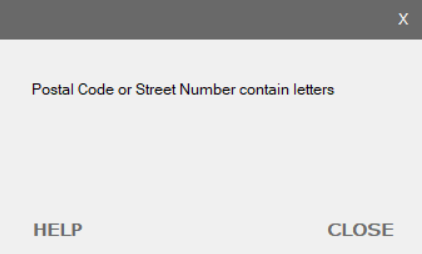 X
Postal Code or Street Number contain letters
HELP CLOSE